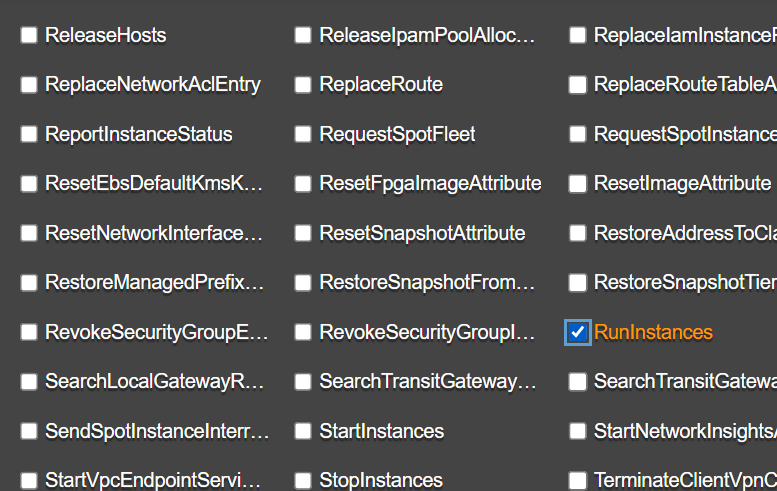 ReleaseHosts
ReleaseIpamPoolAlloc…
ReplaceIamInstanceP
ReplaceNetworkAclEntry
ReplaceRoute
ReplaceRouteTableA
ReportInstanceStatus
RequestSpotFleet
RequestSpotInstance
ResetEbsDefaultKmsK…
ResetFpgaImageAttribute
ResetImageAttribute
ResetNetworkInterface…
ResetSnapshotAttribute
RestoreAddressToCla
RestoreManagedPrefix…
RestoreSnapshotFrom…
RestoreSnapshotTier
RevokeSecurityGroupE…
RevokeSecurityGroupI…
RunInstances
SearchLocalGatewayR…
SearchTransitGateway…
SearchTransitGatewa
SendSpotInstanceInterr…
StartInstances
StartNetworkInsightsA
StartVpcEndpointServi…
StopInstances
TerminateClientVpnC